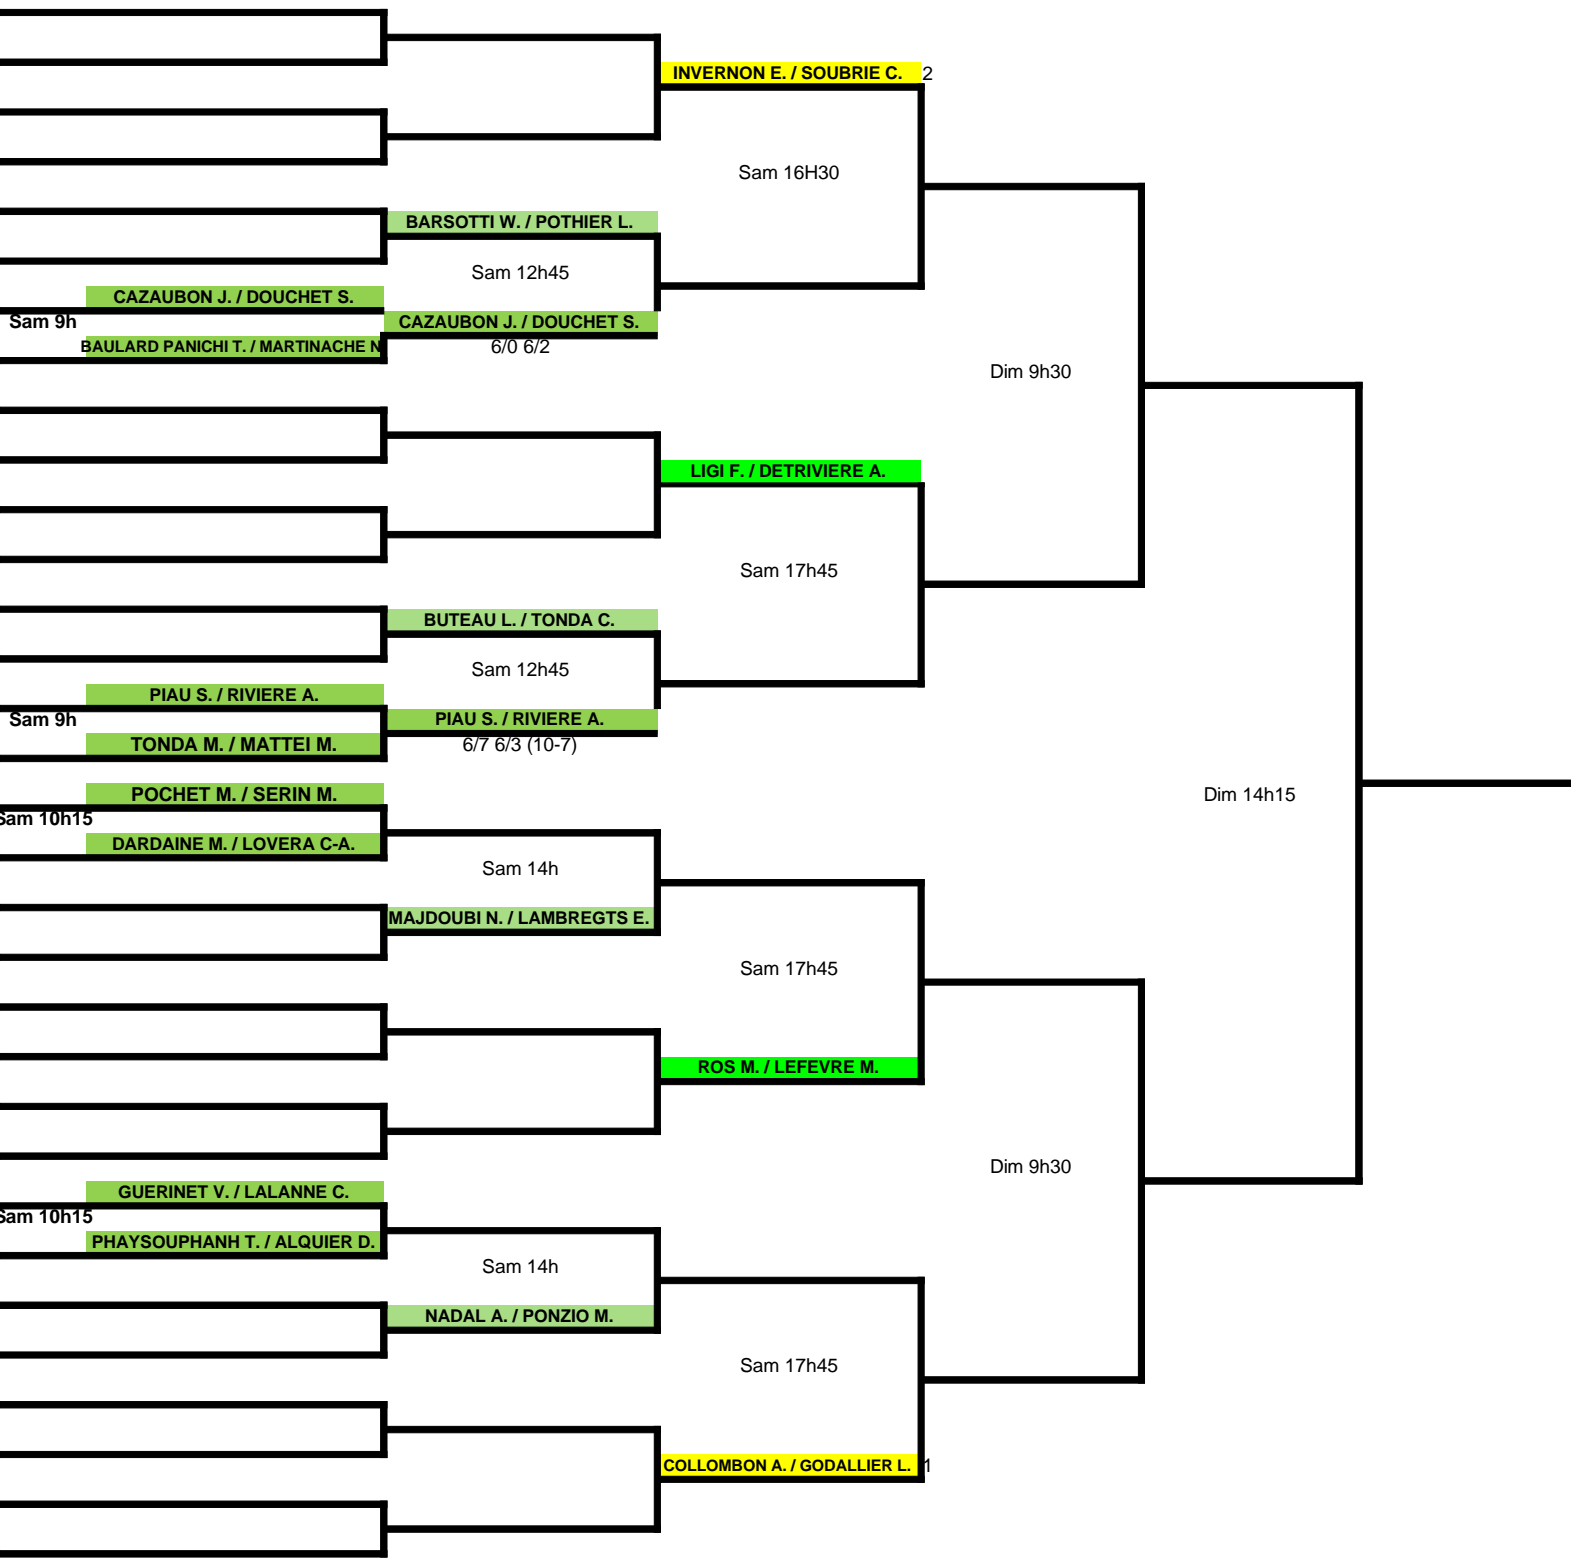 INVERNON E. / SOUBRIE C. 2
Sam 16H30
BARSOTTI W. / POTHIER L.
Sam 12h45
CAZAUBON J. / DOUCHET S.
Sam 9h
CAZAUBON J. / DOUCHET S.
BAULARD PANICHI T. / MARTINACHE N
6/0 6/2
Dim 9h30
LIGI F. / DETRIVIERE A.
Sam 17h45
BUTEAU L. / TONDA C.
Sam 12h45
PIAU S. / RIVIERE A.
Sam 9h
PIAU S. / RIVIERE A.
TONDA M. / MATTEI M.
6/7 6/3 (10-7)
POCHET M. / SERIN M.
Dim 14h15
Sam 10h15
DARDAINE M. / LOVERA C-A.
Sam 14h
MAJDOUBI N. / LAMBREGTS E.
Sam 17h45
ROS M. / LEFEVRE M.
Dim 9h30
GUERINET V. / LALANNE C.
Sam 10h15
PHAYSOUPHANH T. / ALQUIER D.
Sam 14h
NADAL A. / PONZIO M.
Sam 17h45
COLLOMBON A. / GODALLIER L. 1